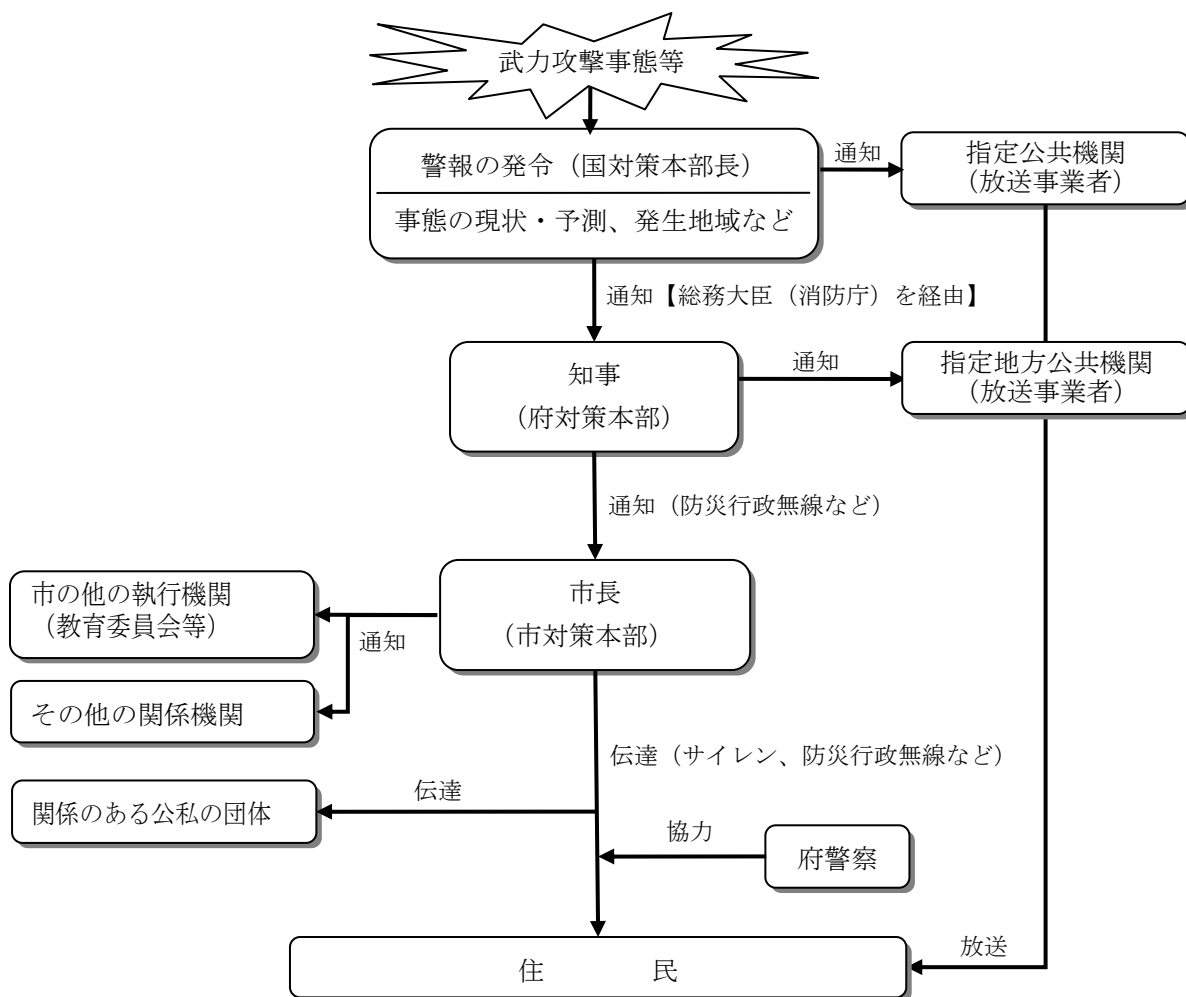 武力攻撃事態等
警報の発令（国対策本部長）
事態の現状・予測、発生地域など
通知
指定公共機関
（放送事業者）
通知【総務大臣（消防庁）を経由】
知事
（府対策本部）
通知
指定地方公共機関
（放送事業者）
通知（防災行政無線など）
市の他の執行機関
（教育委員会等）
通知
市長
（市対策本部）
その他の関係機関
伝達（サイレン、防災行政無線など）
関係のある公私の団体
伝達
協力
府警察
住　　　民
放送